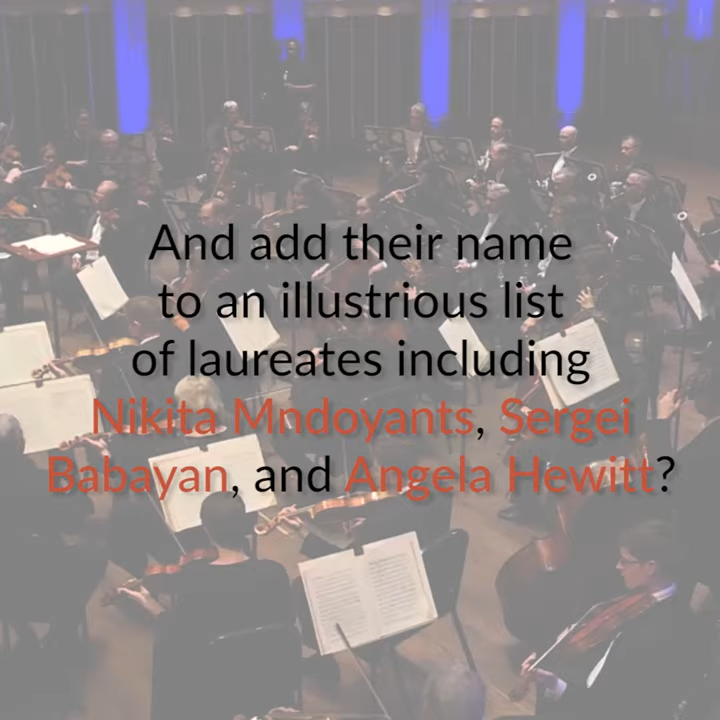 And add their name
to an illustrious list
of laureates including
Nikita Mndoyants, Sergei
Babayan, and Angela Hewitt?